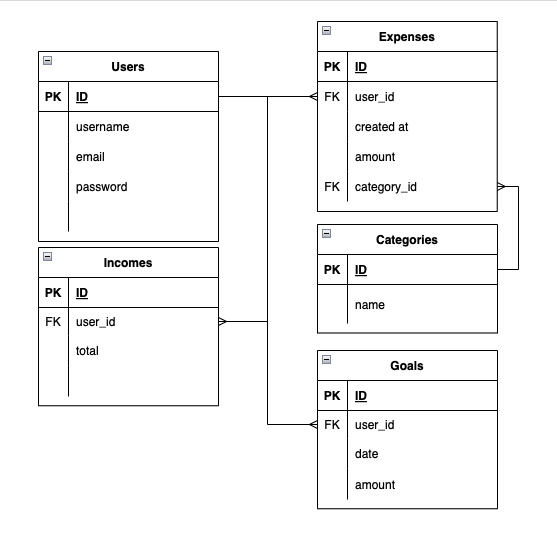 Users
PK ID
username
email
password
Incomes
PK ID
FK user_id
total
Expenses
PK ID
FK user_id
created at
amount
FK category_id
Categories
PK ID
name
Goals
PK ID
FK user_id
date
amount